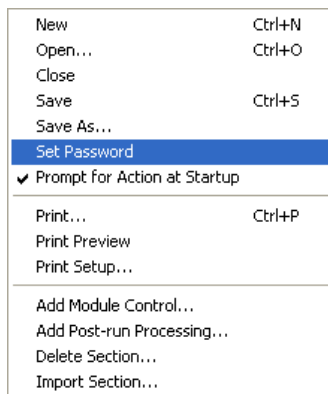 New Ctrl+N
Open... Ctrl+O
Close
Save Ctrl+S
Save As...
Set Password
Prompt for Action at Startup
Print... Ctrl+P
Print Preview
Print Setup...
Add Module Control...
Add Post-run Processing...
Delete Section...
Import Section...